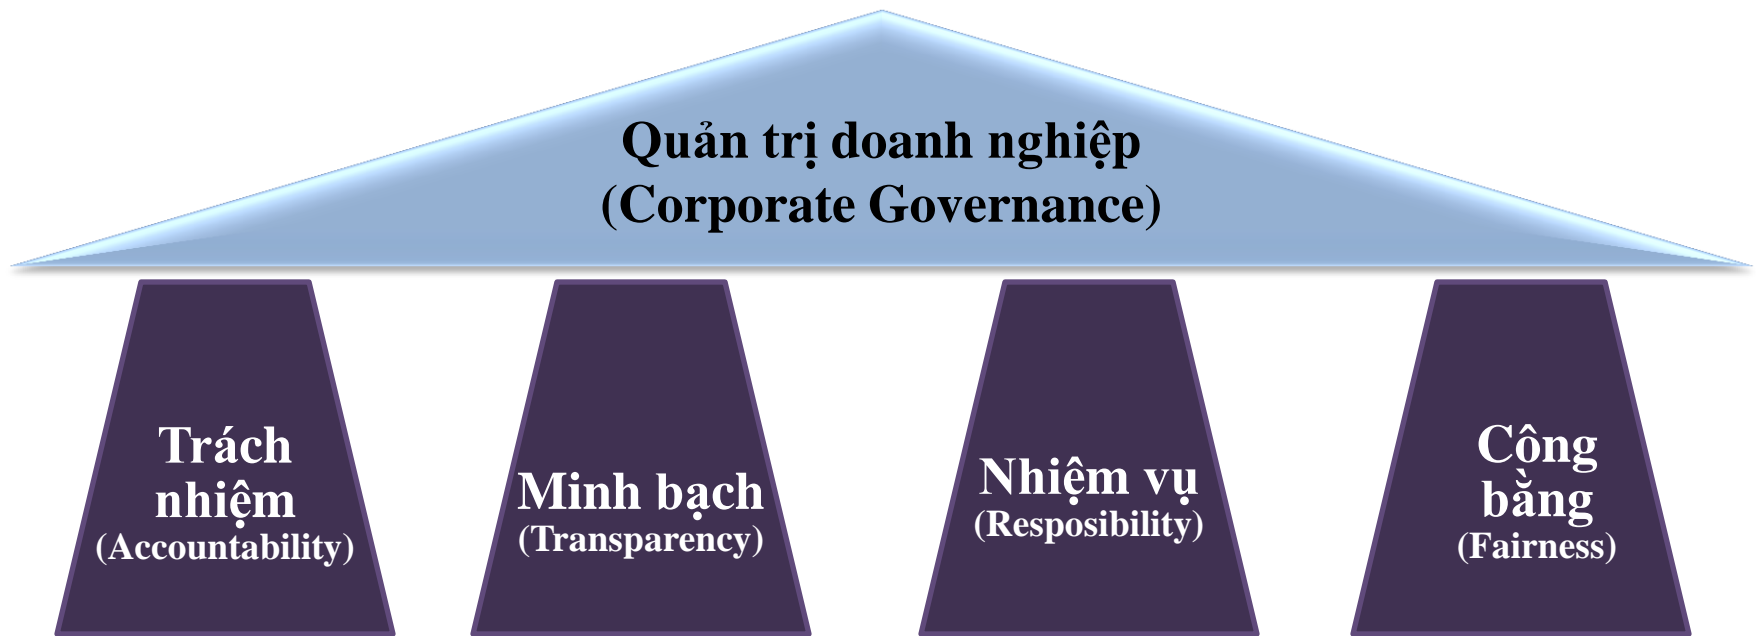 Quản trị doanh nghiệp
(Corporate Governance)
Trách
nhiệm
(Accountability)
Minh bạch
(Transparency)
Nhiệm vụ
(Resposibility)
Công
bằng
(Fairness)